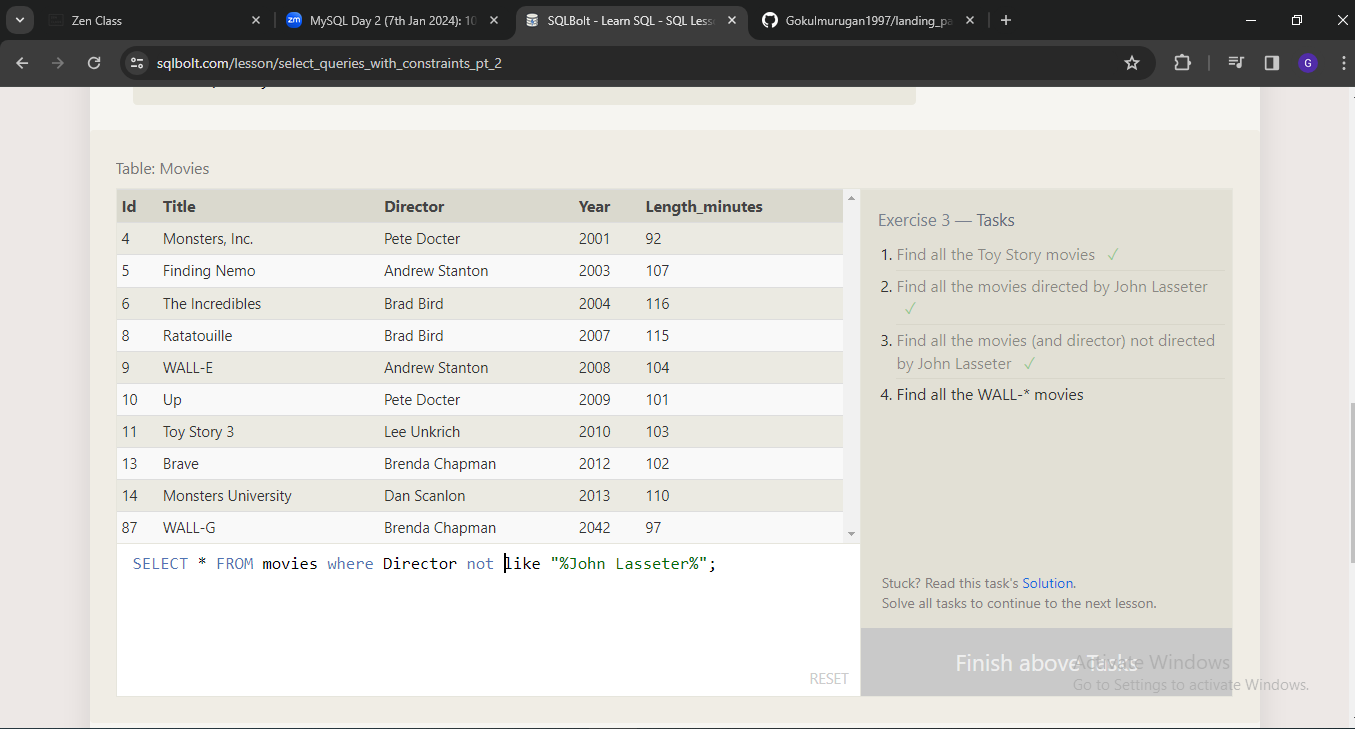 Zen Class
MySQL Day 2 (7th Jan 2024): 10
SQLBolt - Learn SQL - SQL Less
Gokulmurugan1997/landing_pa
sqlbolt.com/lesson/select_queries_with_constraints_pt_2
G
Table: Movies
Id Title Director Year Length_minutes
4 Monsters, Inc. Pete Docter 2001 92
5 Finding Nemo Andrew Stanton 2003 107
6 The Incredibles Brad Bird 2004 116
8 Ratatouille Brad Bird 2007 115
9 WALL-E Andrew Stanton 2008 104
10 Up Pete Docter 2009 101
11 Toy Story 3 Lee Unkrich 2010 103
13 Brave Brenda Chapman 2012 102
14 Monsters University Dan Scanlon 2013 110
87 WALL-G Brenda Chapman 2042 97
SELECT * FROM movies where Director not like "%John Lasseter%";
RESET
Exercise 3 — Tasks
1. Find all the Toy Story movies ✓
2. Find all the movies directed by John Lasseter
✓
3. Find all the movies (and director) not directed
by John Lasseter ✓
4. Find all the WALL-* movies
Stuck? Read this task's Solution.
Solve all tasks to continue to the next lesson.
Finish above Tasks
Activate Windows
Go to Settings to activate Windows.